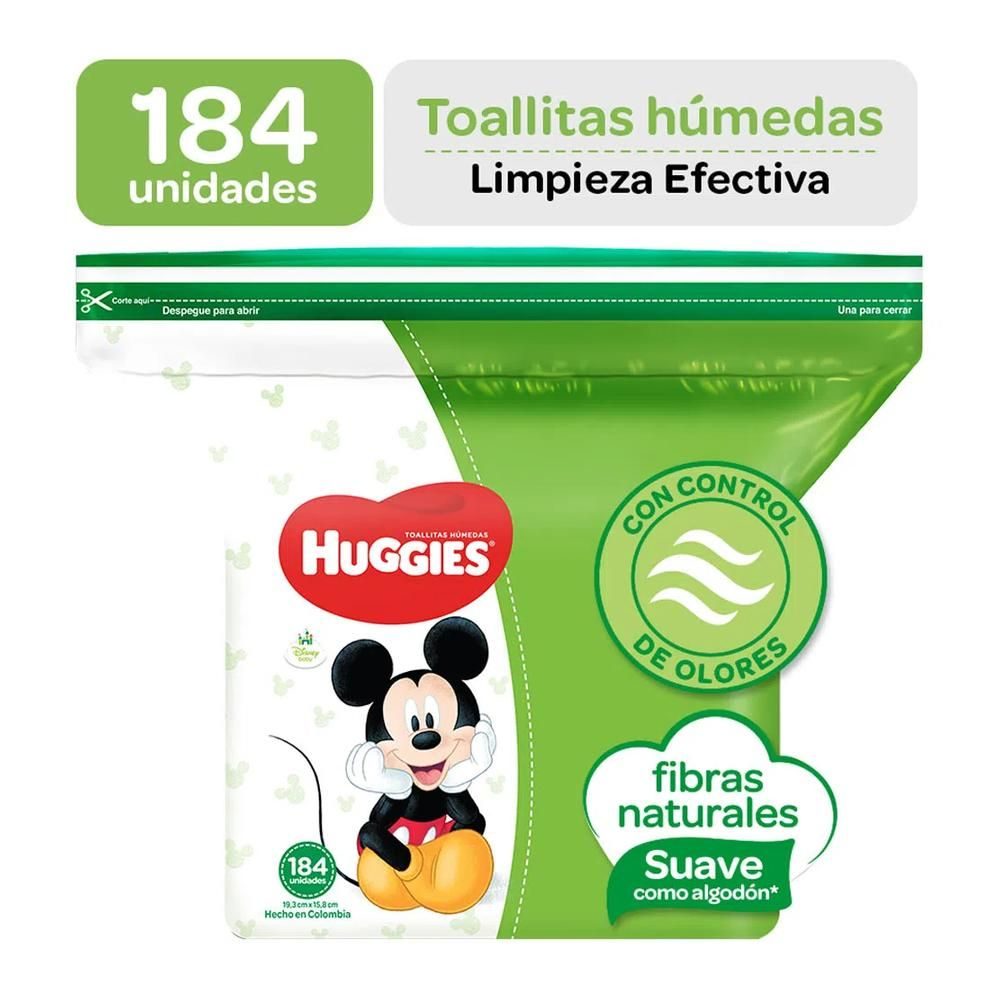 184
unidades
Toallitas húmedas
Limpieza Efectiva
Corte aquí
Despegue para abrir
Una para cerrar
TOALLITAS HÚMEDAS
HUGGIES®
CON CONTROL
DE OLORES
Disney
baby
fibras
naturales
Suave
como algodón*
184
unidades
19,3 cm x 15,8 cm
Hecho en Colombia